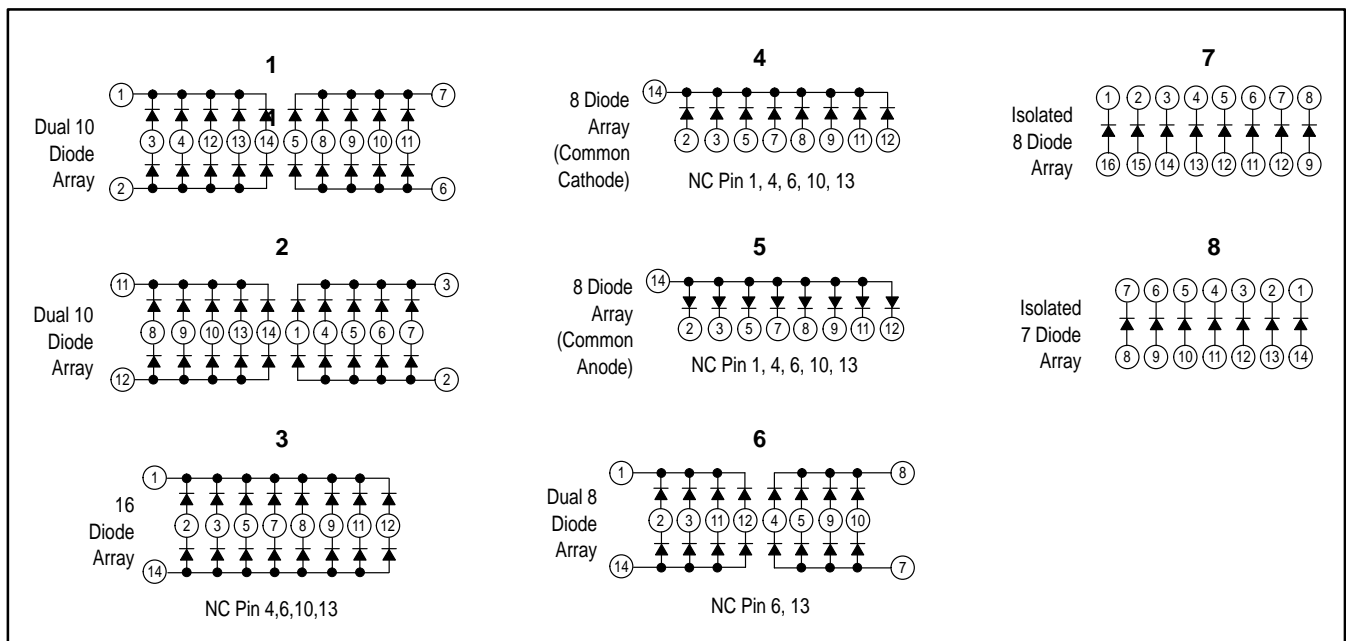 1
1 7
1
Dual 10
Diode
Array
3 4 12 13 14 5 8 9 10 11
2 6
2
11 3
Dual 10
Diode
Array
8 9 10 13 14 1 4 5 6 7
12 2
3
1
16
Diode
Array
2 3 5 7 8 9 11 12
14
NC Pin 4,6,10,13
4
14
8 Diode
Array
(Common
Cathode)
2 3 5 7 8 9 11 12
NC Pin 1, 4, 6, 10, 13
5
14
8 Diode
Array
(Common
Anode)
2 3 5 7 8 9 11 12
NC Pin 1, 4, 6, 10, 13
6
1 8
Dual 8
Diode
Array
2 3 11 12 4 5 9 10
14 7
NC Pin 6, 13
7
1 2 3 4 5 6 7 8
Isolated
8 Diode
Array
16 15 14 13 12 11 12 9
8
7 6 5 4 3 2 1
Isolated
7 Diode
Array
8 9 10 11 12 13 14